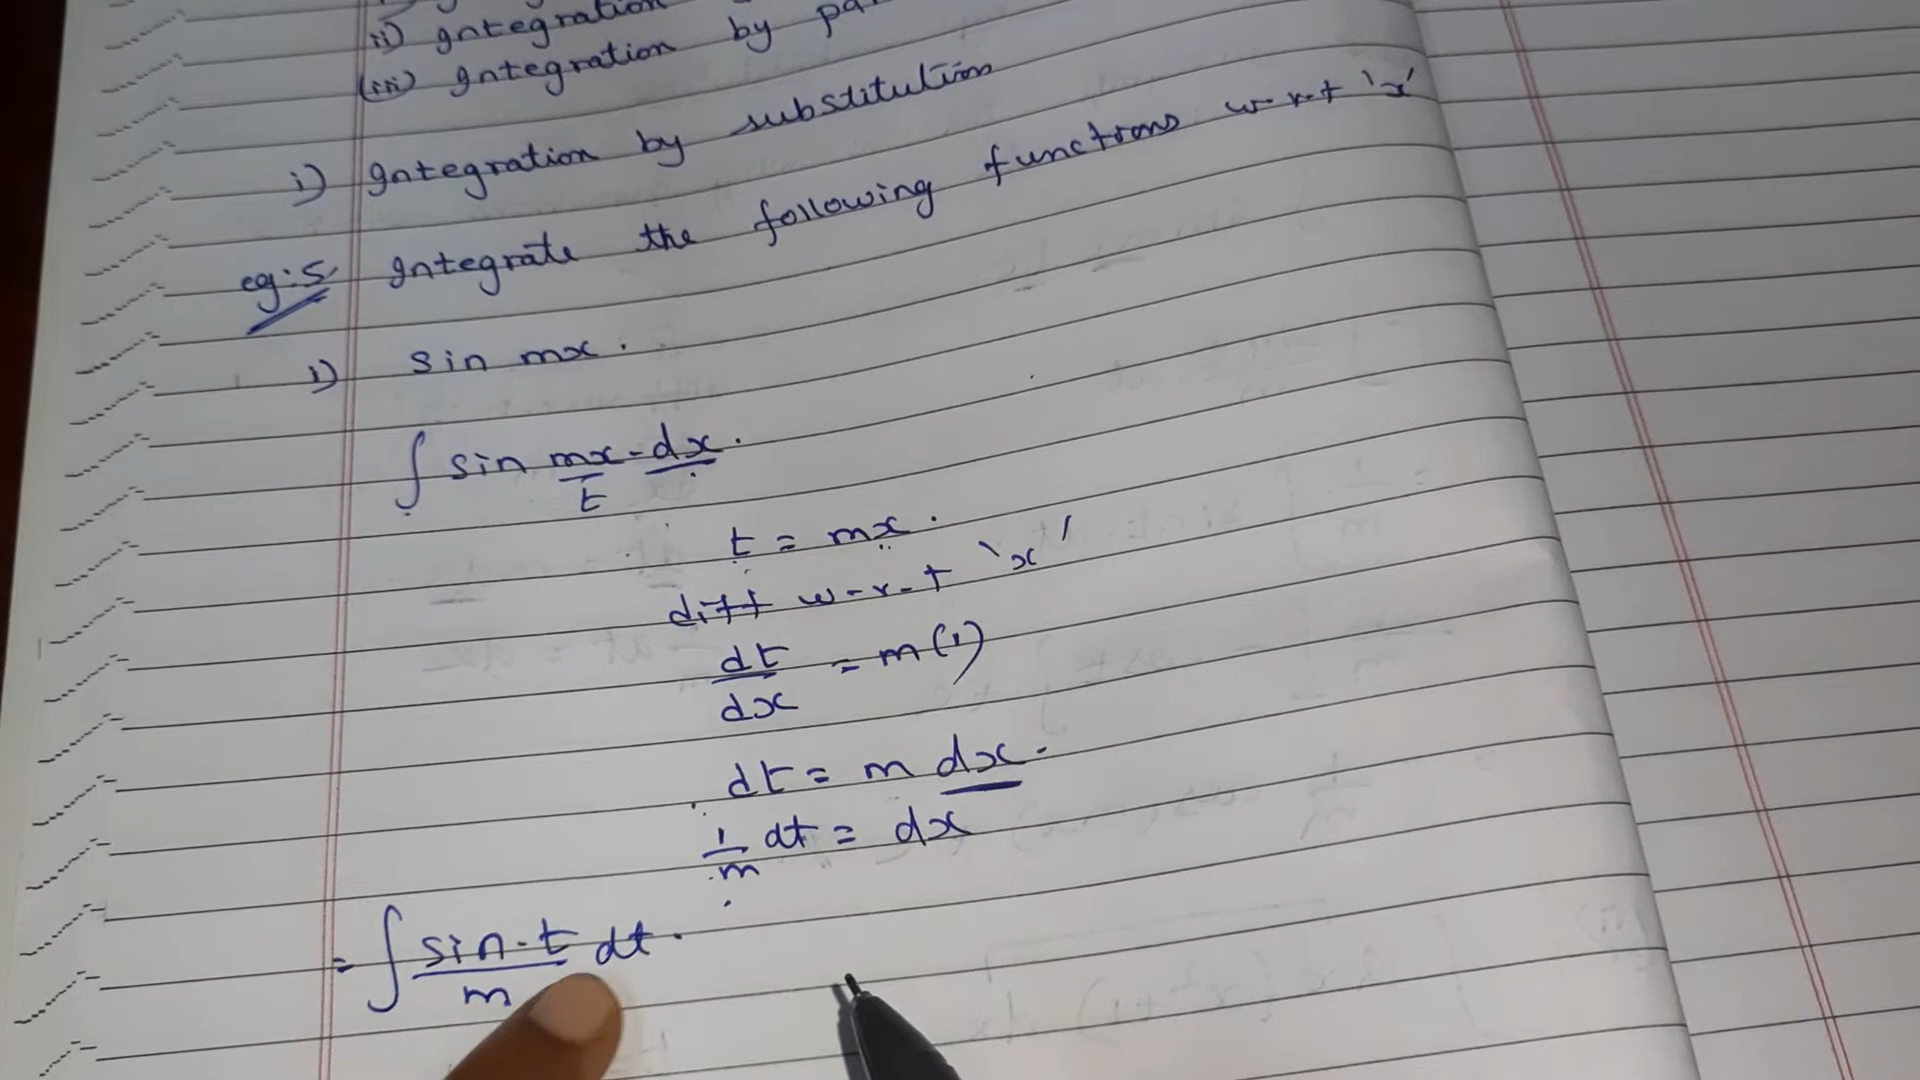 ii) Integration
(iii) Integration by pa
i) Integration by substitution
eg:5 Integrate the following functions w.r.t 'x'
i) sin mx.
∫ sin mx-dx.
t
t = mx.
diff w-r-t 'x'
dt/dx = m(1)
dt = m dx.
1/m dt = dx
= ∫ sin-t/m dt.